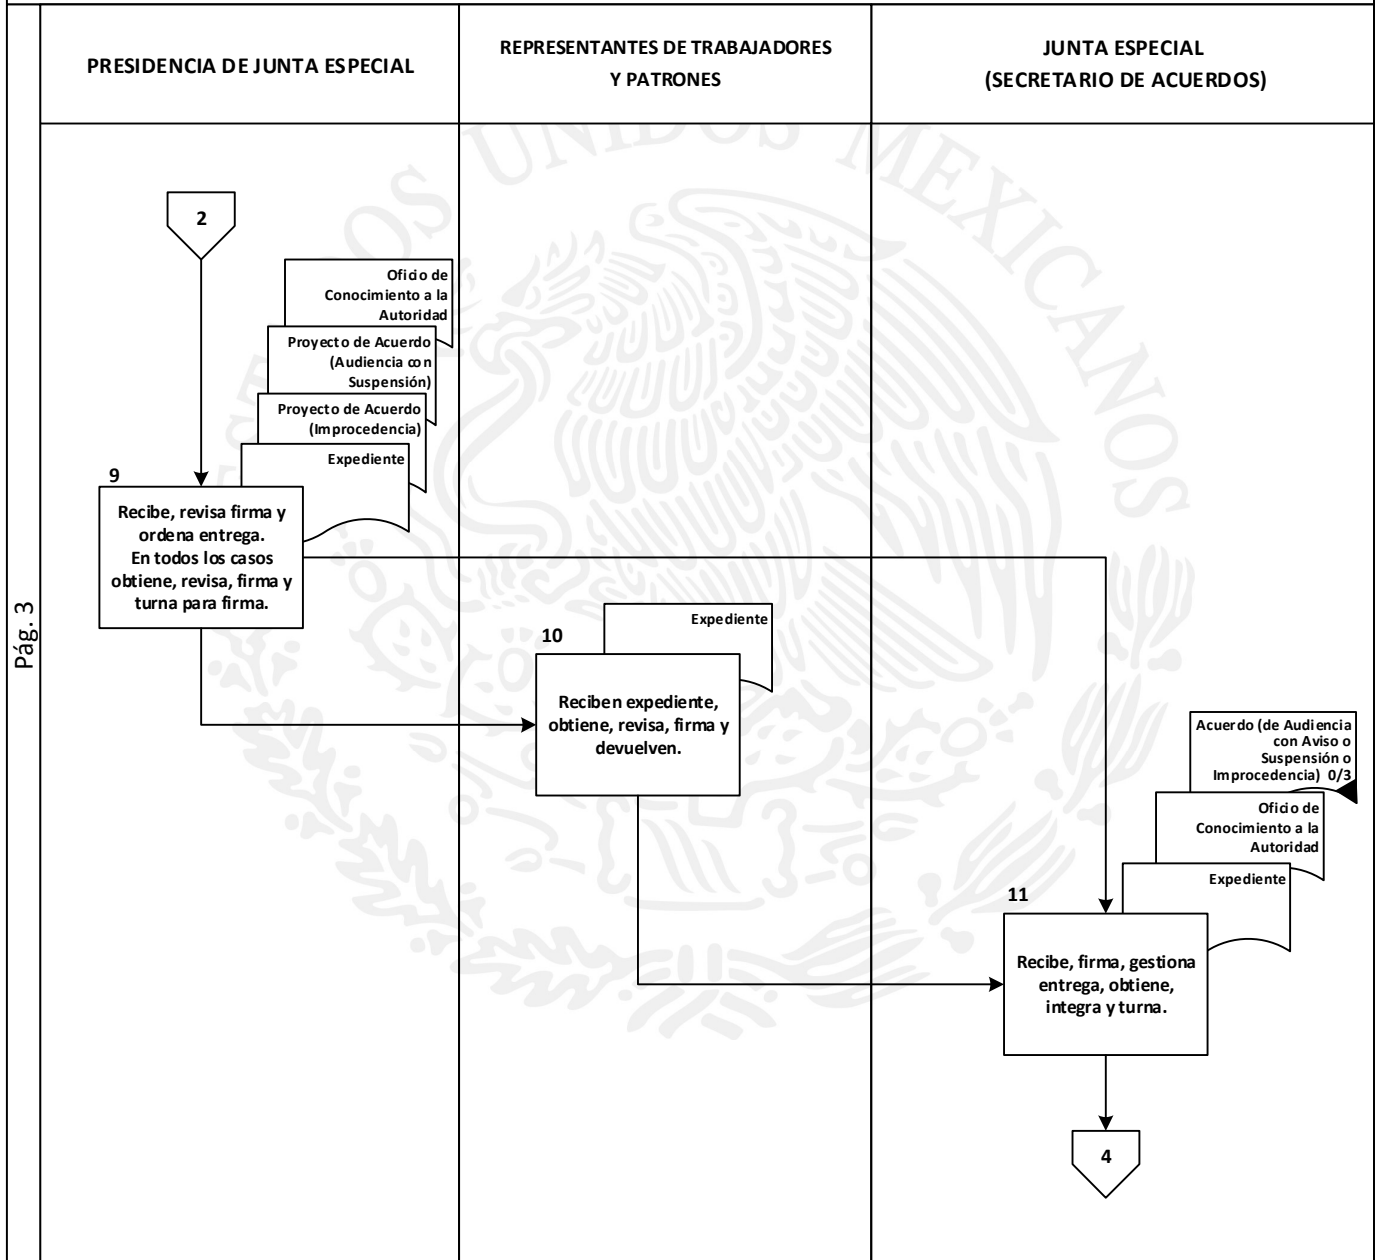 PRESIDENCIA DE JUNTA ESPECIAL
REPRESENTANTES DE TRABAJADORES
Y PATRONES
JUNTA ESPECIAL
(SECRETARIO DE ACUERDOS)
Pág. 3
UNIDOS MEXICANOS
2
Oficio de
Conocimiento a la
Autoridad
Proyecto de Acuerdo
(Audiencia con
Suspensión)
Proyecto de Acuerdo
(Improcedencia)
Expediente
9
Recibe, revisa firma y
ordena entrega.
En todos los casos
obtiene, revisa, firma y
turna para firma.
Expediente
10
Reciben expediente,
obtiene, revisa, firma y
devuelven.
Acuerdo (de Audiencia
con Aviso o
Suspensión o
Improcedencia) 0/3
Oficio de
Conocimiento a la
Autoridad
Expediente
11
Recibe, firma, gestiona
entrega, obtiene,
integra y turna.
4